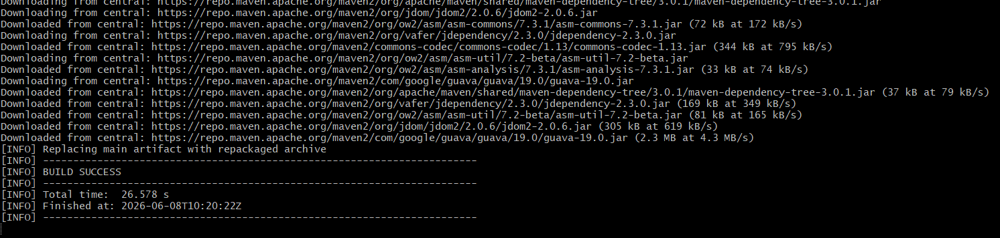 Downloading from central: https://repo.maven.apache.org/maven2/org/apache/maven/shared/maven-dependency-tree/3.0.1/maven-dependency-tree-3.0.1.jar
Downloading from central: https://repo.maven.apache.org/maven2/org/jdom/jdom2/2.0.6/jdom2-2.0.6.jar
Downloaded from central: https://repo.maven.apache.org/maven2/org/ow2/asm/asm-commons/7.3.1/asm-commons-7.3.1.jar (72 kB at 172 kB/s)
Downloading from central: https://repo.maven.apache.org/maven2/org/vafer/jdependency/2.3.0/jdependency-2.3.0.jar
Downloaded from central: https://repo.maven.apache.org/maven2/commons-codec/commons-codec/1.13/commons-codec-1.13.jar (344 kB at 795 kB/s)
Downloading from central: https://repo.maven.apache.org/maven2/org/ow2/asm/asm-util/7.2-beta/asm-util-7.2-beta.jar
Downloaded from central: https://repo.maven.apache.org/maven2/org/ow2/asm/asm-analysis/7.3.1/asm-analysis-7.3.1.jar (33 kB at 74 kB/s)
Downloading from central: https://repo.maven.apache.org/maven2/com/google/guava/guava/19.0/guava-19.0.jar
Downloaded from central: https://repo.maven.apache.org/maven2/org/apache/maven/shared/maven-dependency-tree/3.0.1/maven-dependency-tree-3.0.1.jar (37 kB at 79 kB/s)
Downloaded from central: https://repo.maven.apache.org/maven2/org/vafer/jdependency/2.3.0/jdependency-2.3.0.jar (169 kB at 349 kB/s)
Downloaded from central: https://repo.maven.apache.org/maven2/org/ow2/asm/asm-util/7.2-beta/asm-util-7.2-beta.jar (81 kB at 165 kB/s)
Downloaded from central: https://repo.maven.apache.org/maven2/org/jdom/jdom2/2.0.6/jdom2-2.0.6.jar (305 kB at 619 kB/s)
Downloaded from central: https://repo.maven.apache.org/maven2/com/google/guava/guava/19.0/guava-19.0.jar (2.3 MB at 4.3 MB/s)
[INFO] Replacing main artifact with repackaged archive
[INFO] ------------------------------------------------------------------------
[INFO] BUILD SUCCESS
[INFO] ------------------------------------------------------------------------
[INFO] Total time:  26.578 s
[INFO] Finished at: 2026-06-08T10:20:22Z
[INFO] ------------------------------------------------------------------------